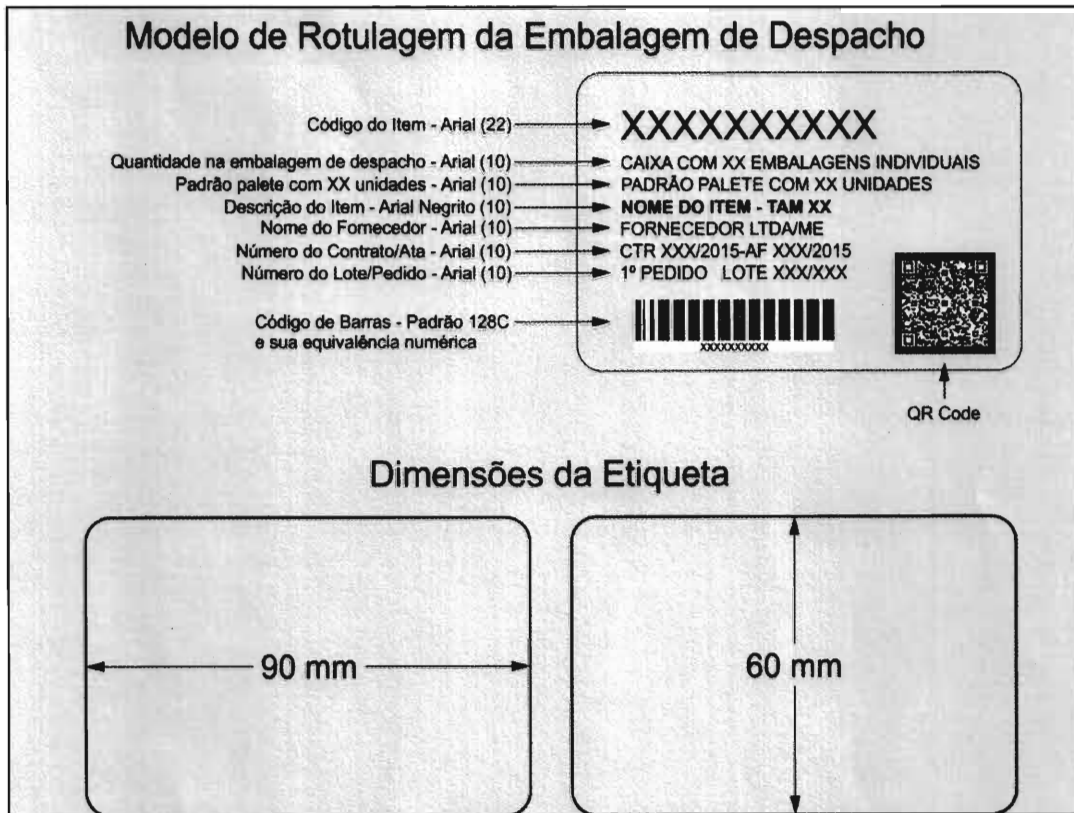 Modelo de Rotulagem da Embalagem de Despacho
Código do Item - Arial (22)
XXXXXXXXXX
Quantidade na embalagem de despacho - Arial (10)
CAIXA COM XX EMBALAGENS INDIVIDUAIS
Padrão palete com XX unidades - Arial (10)
PADRÃO PALETE COM XX UNIDADES
Descrição do Item - Arial Negrito (10)
NOME DO ITEM - TAM XX
Nome do Fornecedor - Arial (10)
FORNECEDOR LTDA/ME
Número do Contrato/Ata - Arial (10)
CTR XXX/2015-AF XXX/2015
Número do Lote/Pedido - Arial (10)
1º PEDIDO LOTE XXX/XXX
Código de Barras - Padrão 128C
e sua equivalência numérica
XXXXXXXXXX
QR Code
Dimensões da Etiqueta
90 mm
60 mm